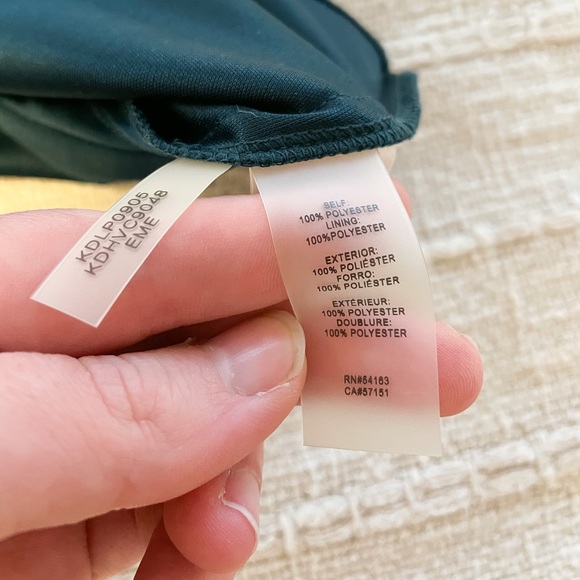 KDLP0905
KDHVC9048
EME
SELF:
100% POLYESTER
LINING:
100%POLYESTER
EXTERIOR:
100% POLIÉSTER
FORRO:
100% POLIÉSTER
EXTÉRIEUR:
100% POLYESTER
DOUBLURE:
100% POLYESTER
RN#54163
CA#57151